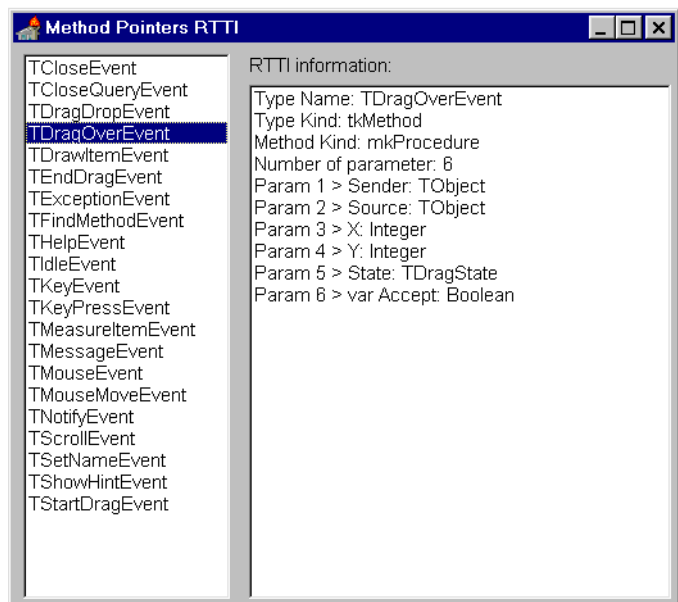 Method Pointers RTTI
TCloseEvent
TCloseQueryEvent
TDragDropEvent
TDragOverEvent
TDrawItemEvent
TEndDragEvent
TExceptionEvent
TFindMethodEvent
THelpEvent
TIdleEvent
TKeyEvent
TKeyPressEvent
TMeasureItemEvent
TMessageEvent
TMouseEvent
TMouseMoveEvent
TNotifyEvent
TScrollEvent
TSetNameEvent
TShowHintEvent
TStartDragEvent
RTTI information:
Type Name: TDragOverEvent
Type Kind: tkMethod
Method Kind: mkProcedure
Number of parameter: 6
Param 1 > Sender: TObject
Param 2 > Source: TObject
Param 3 > X: Integer
Param 4 > Y: Integer
Param 5 > State: TDragState
Param 6 > var Accept: Boolean